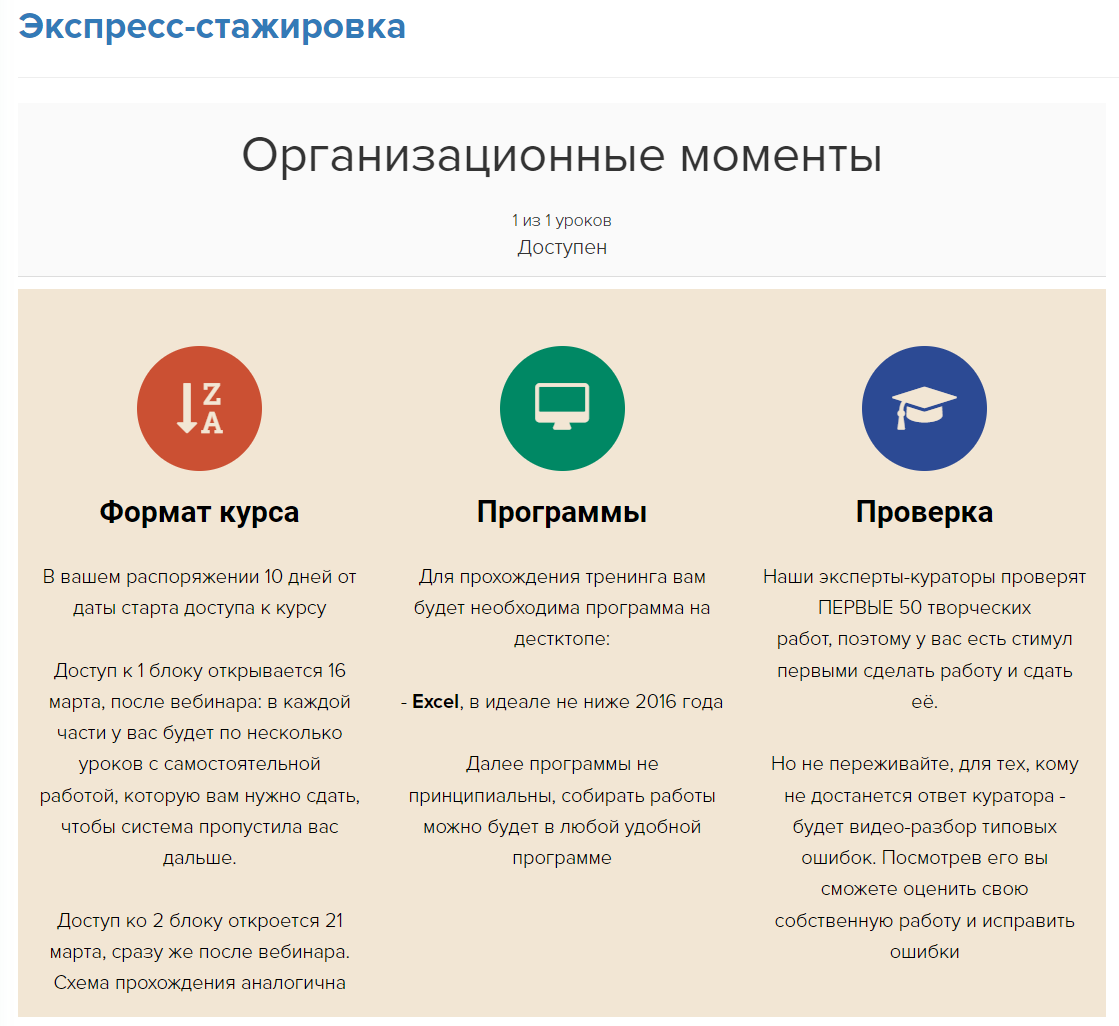 Экспресс-стажировка
Организационные моменты
1 из 1 уроков
Доступен
Z
A
Формат курса
В вашем распоряжении 10 дней от
даты старта доступа к курсу
Доступ к 1 блоку открывается 16
марта, после вебинара: в каждой
части у вас будет по несколько
уроков с самостоятельной
работой, которую вам нужно сдать,
чтобы система пропустила вас
дальше.
Доступ ко 2 блоку откроется 21
марта, сразу же после вебинара.
Схема прохождения аналогична
Программы
Для прохождения тренинга вам
будет необходима программа на
десткτопе:
- Excel, в идеале не ниже 2016 года
Далее программы не
принципиальны, собирать работы
можно будет в любой удобной
программе
Проверка
Наши эксперты-кураторы проверят
ПЕРВЫЕ 50 творческих
работ, поэтому у вас есть стимул
первыми сделать работу и сдать
её.
Но не переживайте, для тех, кому
не достанется ответ куратора -
будет видео-разбор типовых
ошибок. Посмотрев его вы
сможете оценить свою
собственную работу и исправить
ошибки